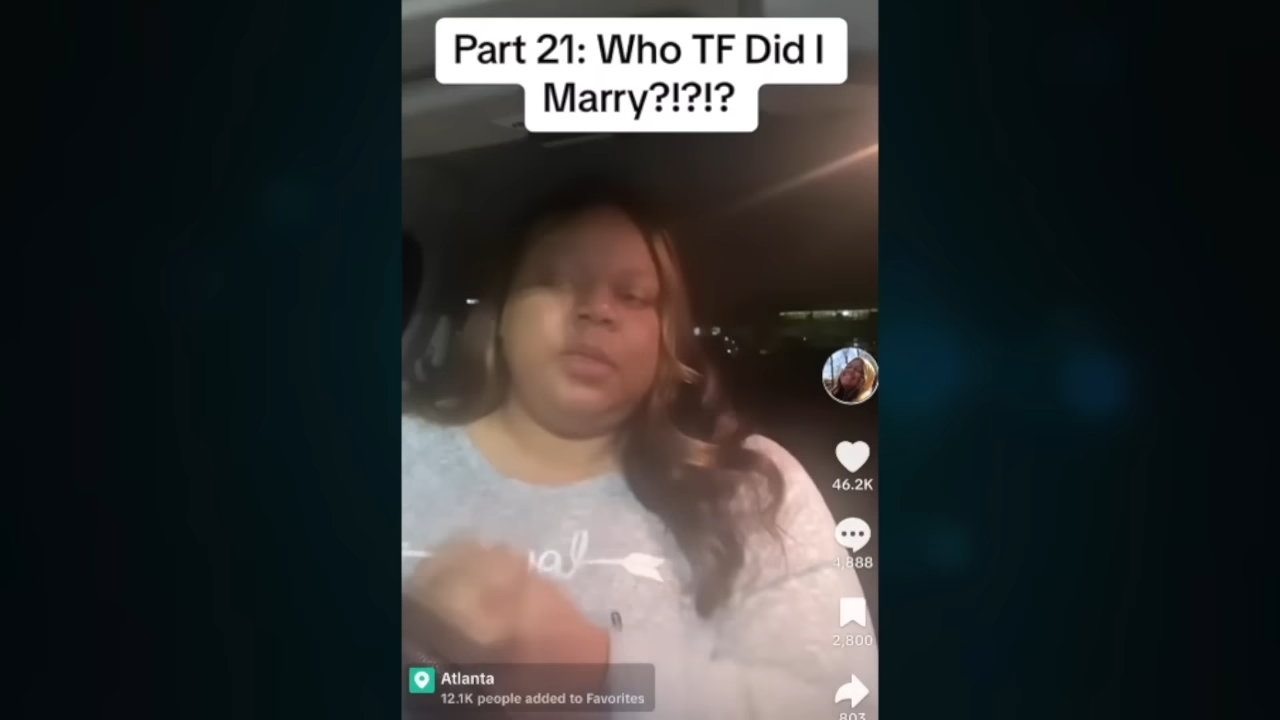 Part 21: Who TF Did I
Marry?!?!?
46.2K
4,888
2,800
Atlanta
12.1K people added to Favorites
803